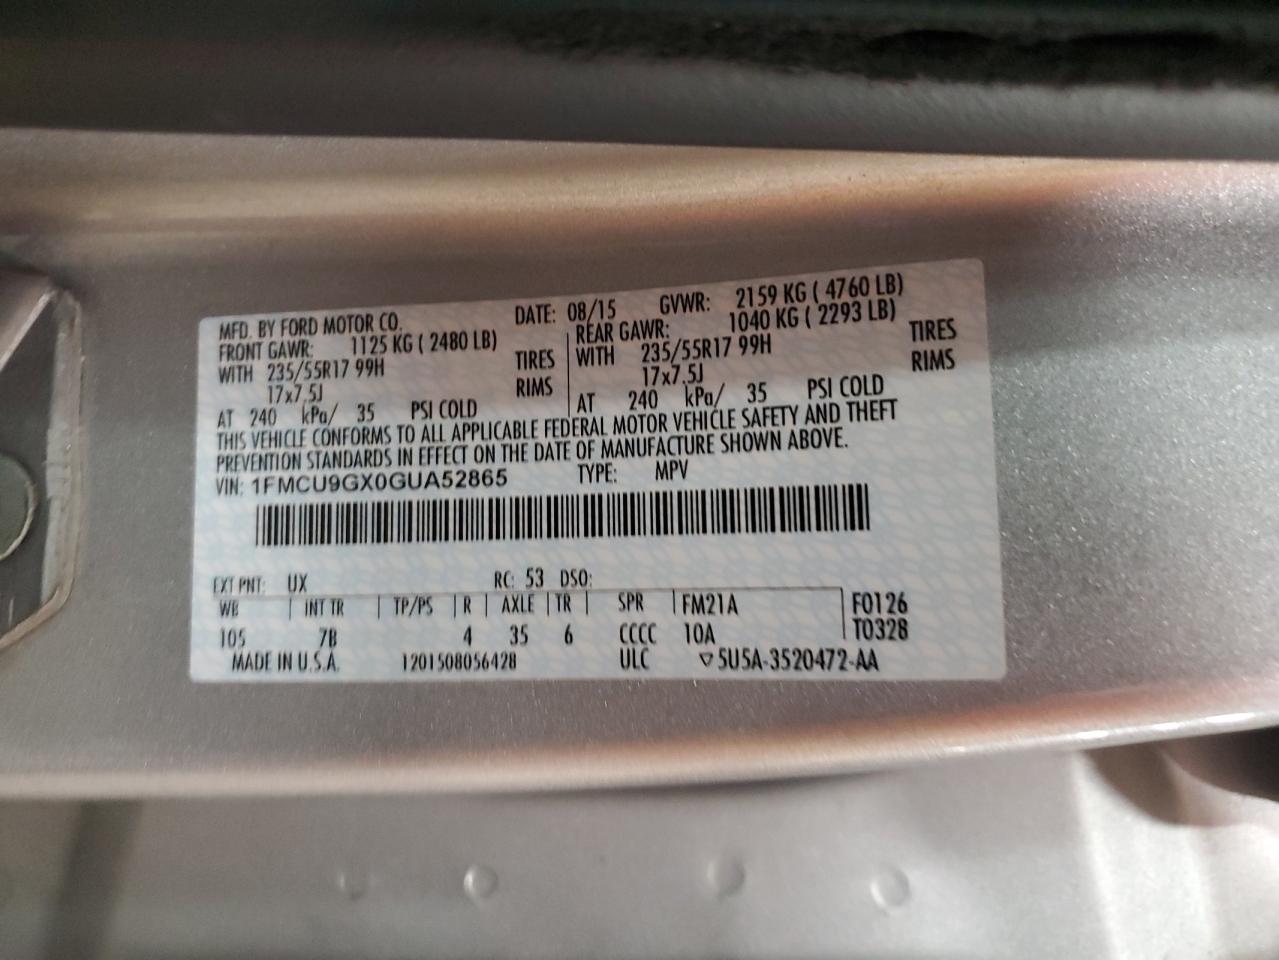 MFD. BY FORD MOTOR CO. DATE: 08/15 GVWR: 2159 KG ( 4760 LB)
FRONT GAWR: 1125 KG ( 2480 LB) REAR GAWR: 1040 KG ( 2293 LB)
WITH 235/55R17 99H TIRES WITH 235/55R17 99H TIRES
17x7.5J RIMS 17x7.5J RIMS
AT 240 kPa/ 35 PSI COLD AT 240 kPa/ 35 PSI COLD
THIS VEHICLE CONFORMS TO ALL APPLICABLE FEDERAL MOTOR VEHICLE SAFETY AND THEFT
PREVENTION STANDARDS IN EFFECT ON THE DATE OF MANUFACTURE SHOWN ABOVE.
VIN: 1FMCU9GX0GUA52865 TYPE: MPV
EXT PNT: UX RC: 53 DSO:
WB INT TR TP/PS R AXLE TR SPR FM21A F0126
105 7B 4 35 6 CCCC 10A T0328
MADE IN U.S.A. 1201508056428 ULC ▽5U5A-3520472-AA